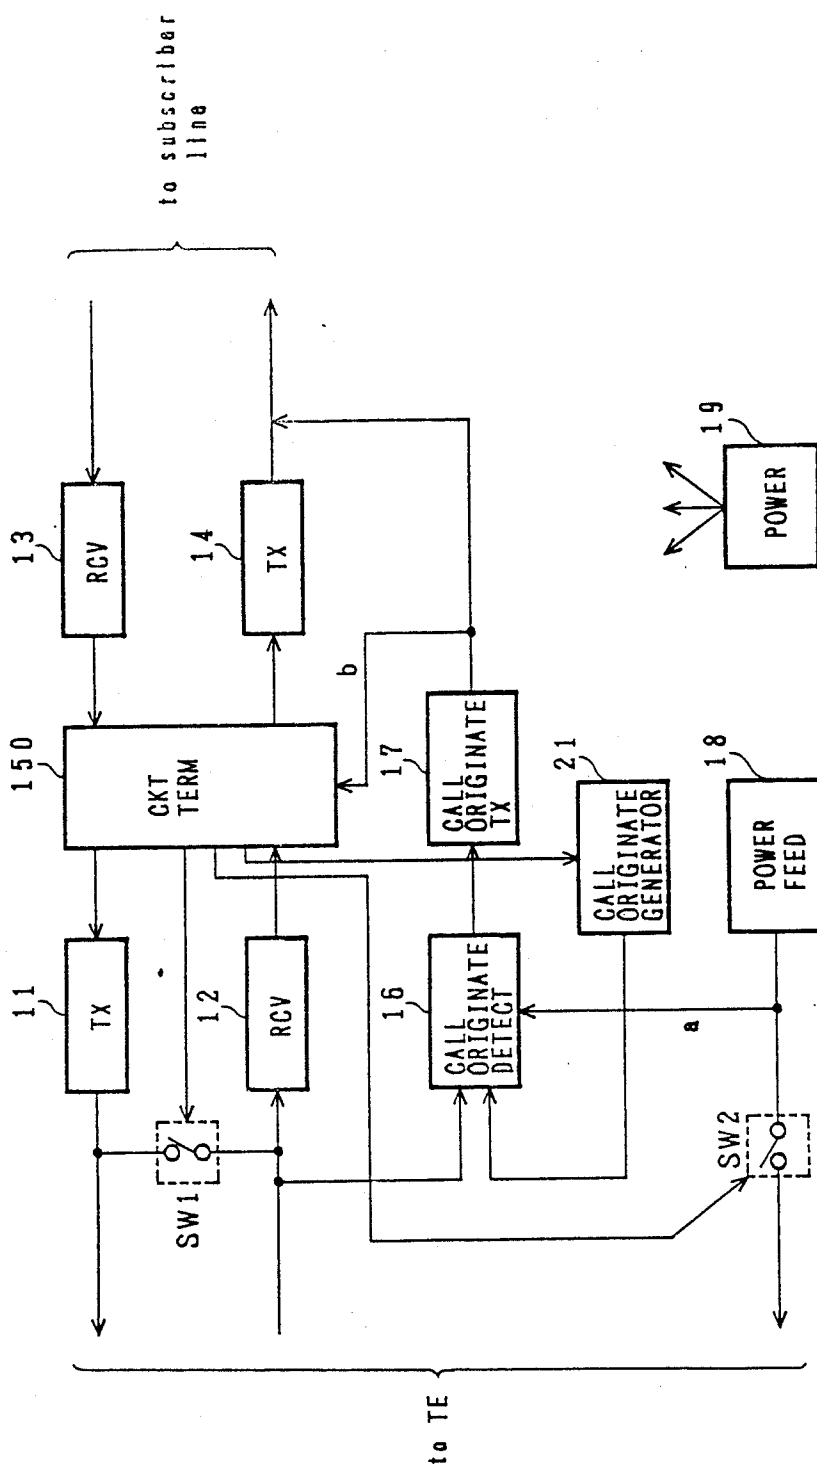 to subscriber
line
13
RCV
14
TX
19
POWER
150
CKT
TERM
b
17
CALL
ORIGINATE
TX
21
CALL
ORIGINATE
GENERATOR
18
POWER
FEED
11
TX
12
RCV
16
CALL
ORIGINATE
DETECT
a
SW1
SW2
to TE